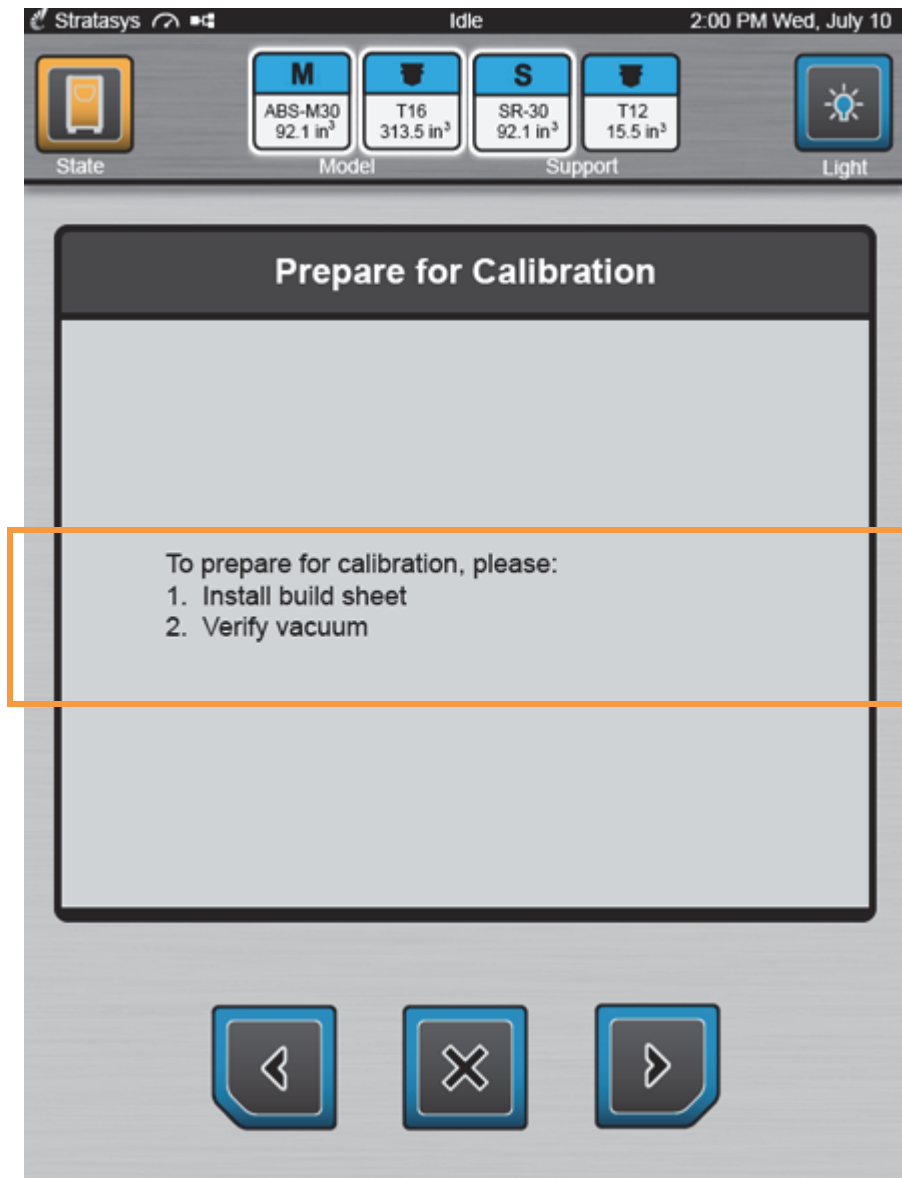 Stratasys Idle 2:00 PM Wed, July 10
M S
ABS-M30 T16 SR-30 T12
92.1 in³ 313.5 in³ 92.1 in³ 15.5 in³
State Model Support Light
Prepare for Calibration
To prepare for calibration, please:
1. Install build sheet
2. Verify vacuum